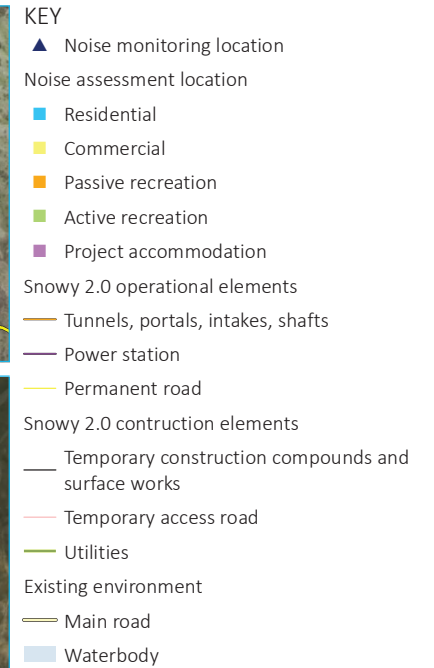 KEY
Noise monitoring location
Noise assessment location
Residential
Commercial
Passive recreation
Active recreation
Project accommodation
Snowy 2.0 operational elements
Tunnels, portals, intakes, shafts
Power station
Permanent road
Snowy 2.0 contruction elements
Temporary construction compounds and
surface works
Temporary access road
Utilities
Existing environment
Main road
Waterbody